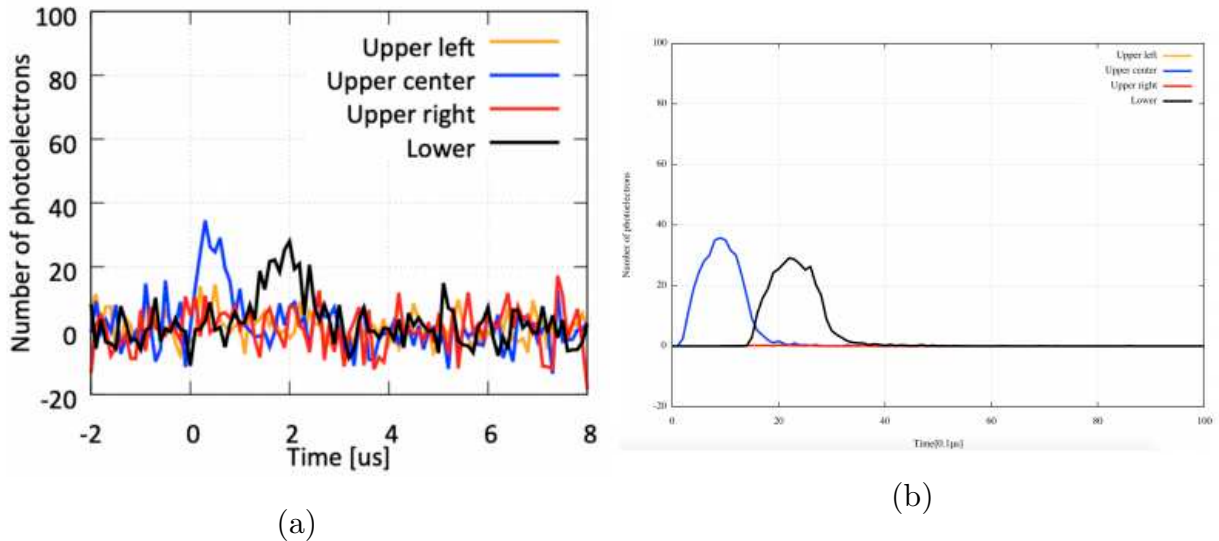 Number of photoelectrons
100
80
60
40
20
0
-20
Upper left
Upper center
Upper right
Lower
-2
0
2
4
6
8
Time [us]
(a)
Number of photoelectrons
100
80
60
40
20
0
-20
Upper left
Upper center
Upper right
Lower
0
20
40
60
80
100
Time[0.1μs]
(b)